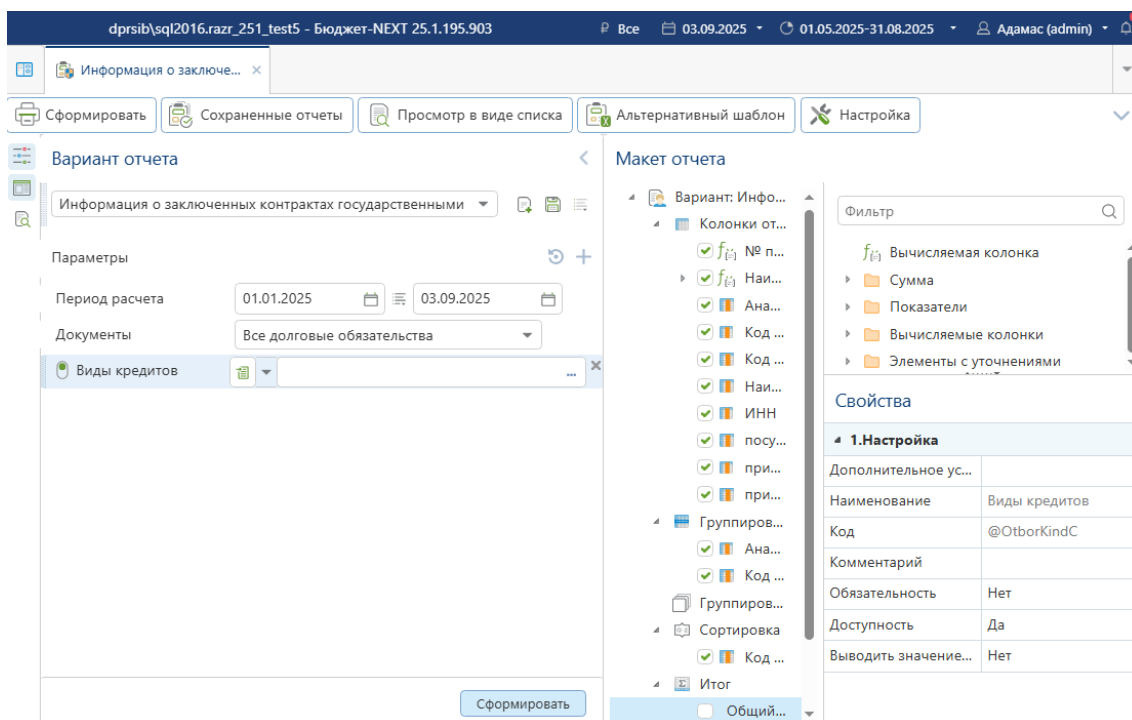 dprsib\sql2016.razr_251_test5 - Бюджет-NEXT 25.1.195.903
Все
03.09.2025
01.05.2025-31.08.2025
Адамас (admin)
Информация о заключе...
Сформировать
Сохраненные отчеты
Просмотр в виде списка
Альтернативный шаблон
Настройка
Вариант отчета
Информация о заключенных контрактах государственными
Параметры
Период расчета
01.01.2025
03.09.2025
Документы
Все долговые обязательства
Виды кредитов
...
Сформировать
Макет отчета
Вариант: Инфо...
Колонки от...
№ п...
Наи...
Ана...
Код ...
Код ...
Наи...
ИНН
посу...
при...
при...
Группиров...
Ана...
Код ...
Группиров...
Сортировка
Код ...
Итог
Общий...
Фильтр
Вычисляемая колонка
Сумма
Показатели
Вычисляемые колонки
Элементы с уточнениями
Свойства
1.Настройка
Дополнительное ус...
Наименование Виды кредитов
Код @OtborKindC
Комментарий
Обязательность Нет
Доступность Да
Выводить значение... Нет